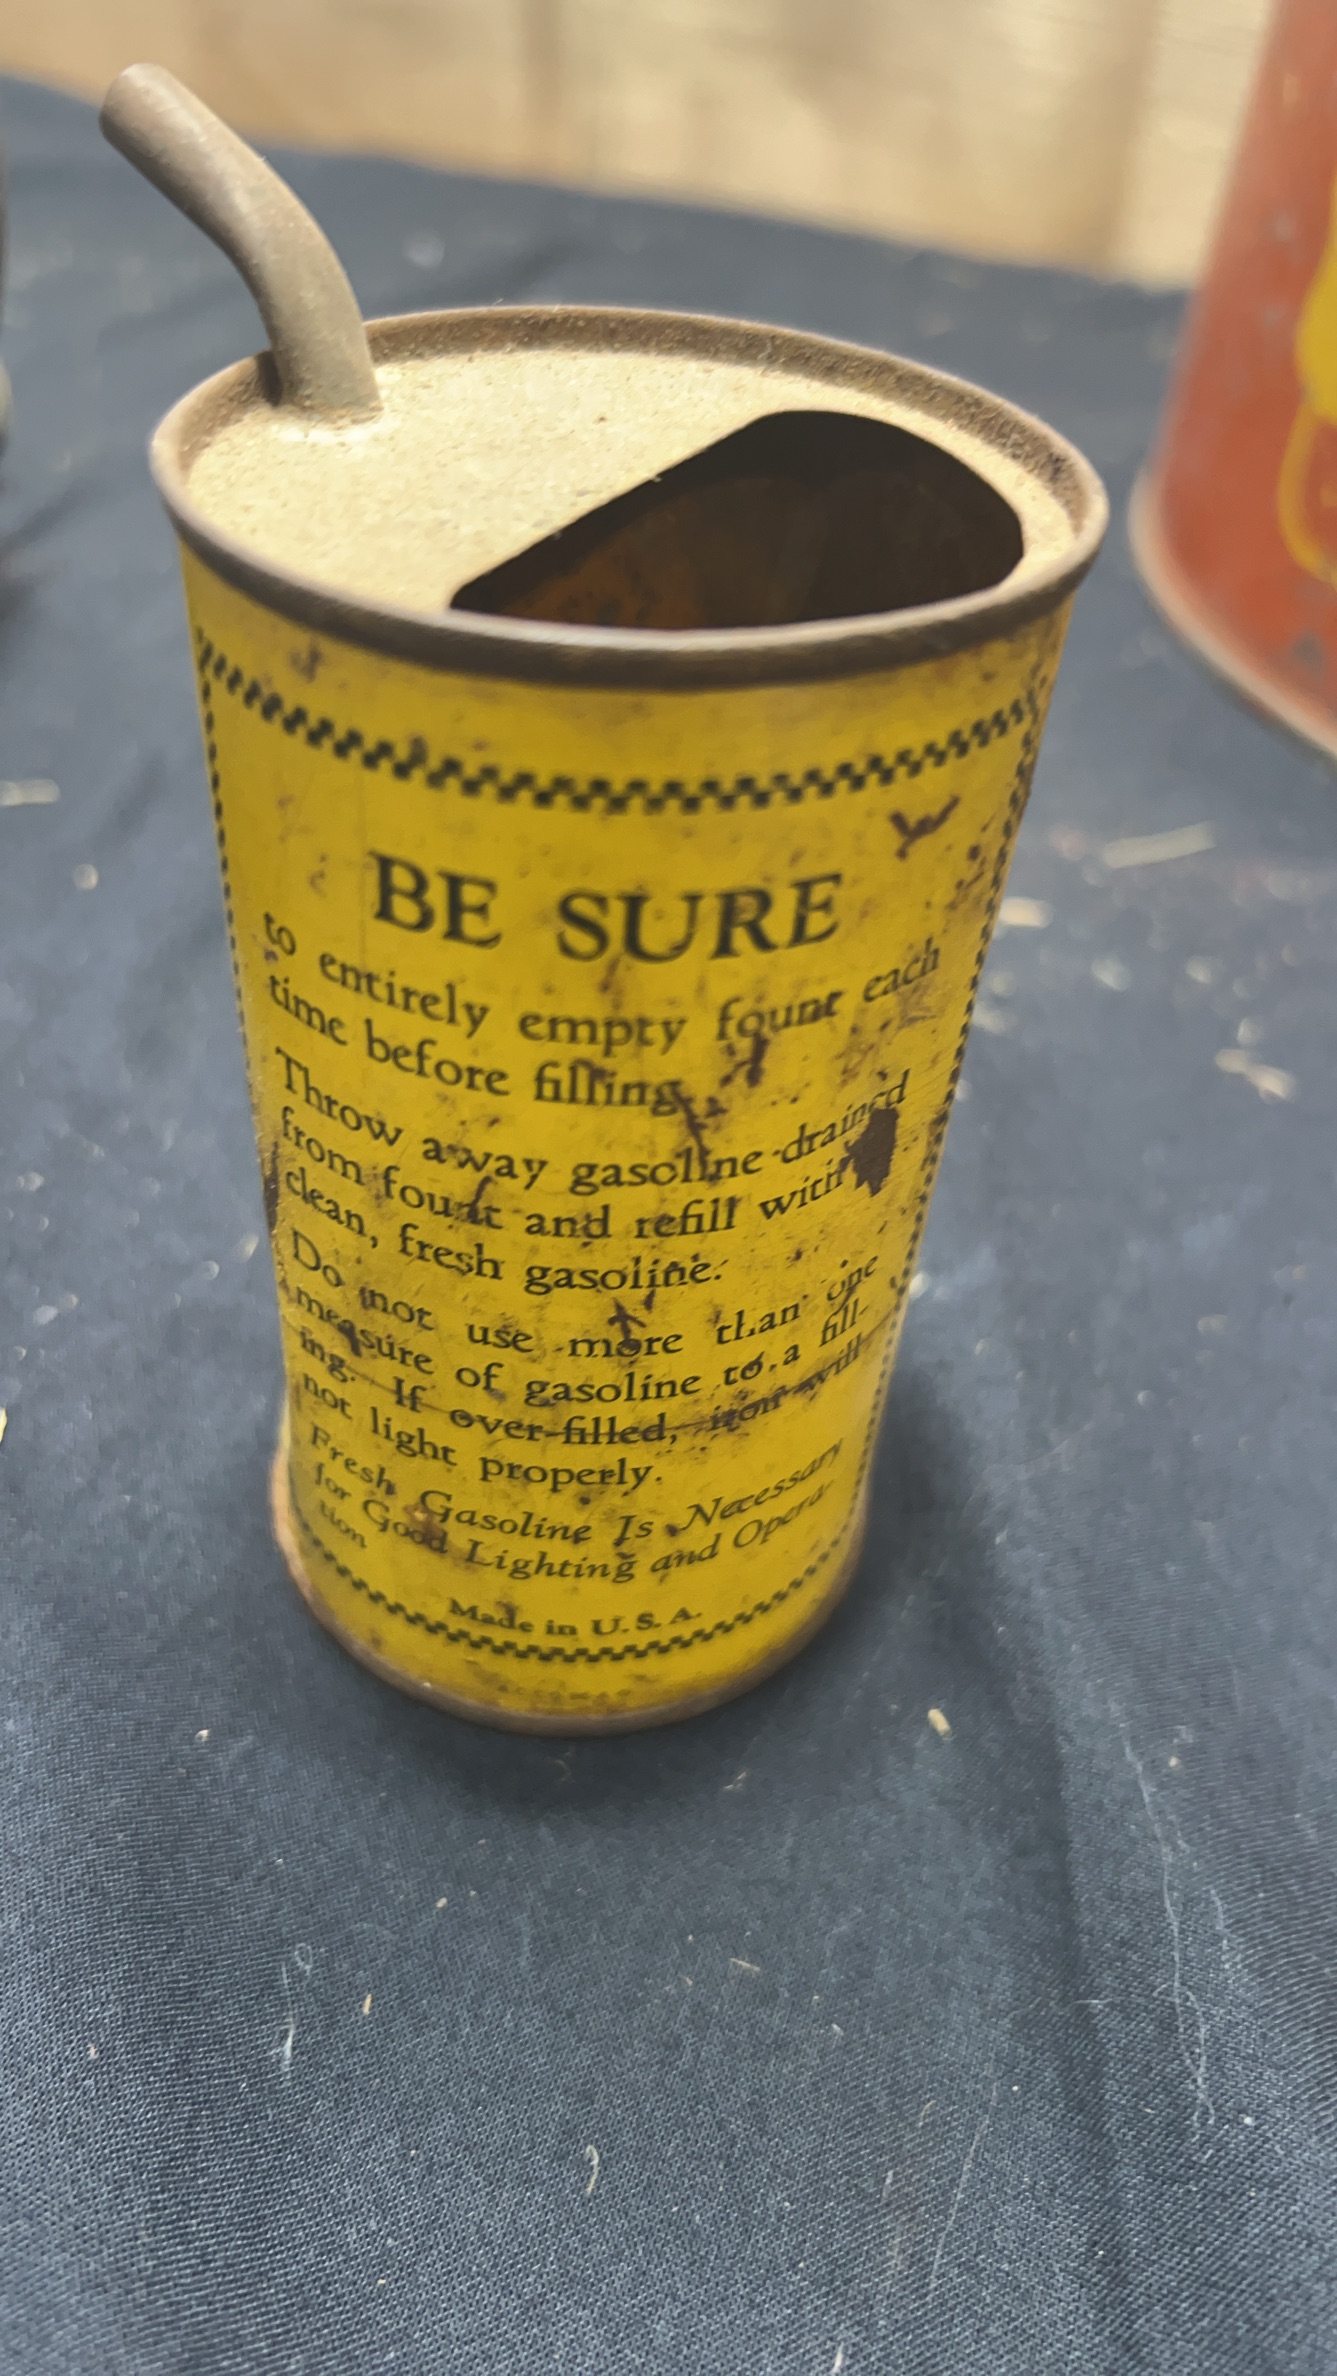 BE SURE
to entirely empty fount each
time before filling.
Throw away gasoline drained
from fount and refill with
clean, fresh gasoline.
Do not use more than one
measure of gasoline to a fill-
ing. If over-filled, iron will
not light properly.
Fresh Gasoline Is Necessary
for Good Lighting and Opera-
tion
Made in U.S.A.